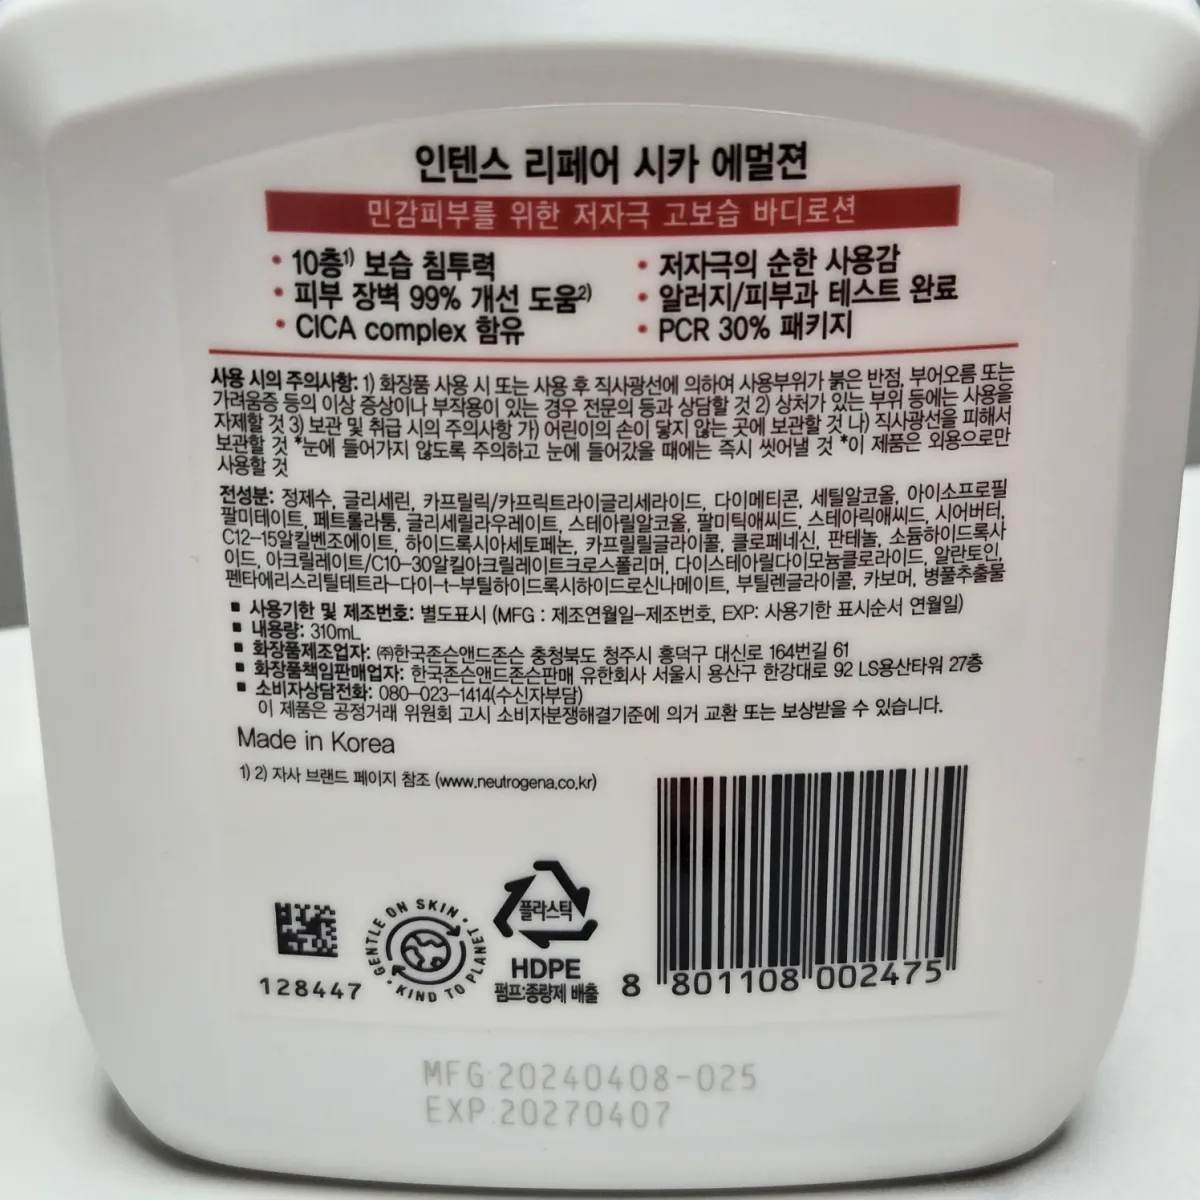 인텐스 리페어 시카 에멀젼
민감피부를 위한 저자극 고보습 바디로션
• 10층1) 보습 침투력
• 피부 장벽 99% 개선 도움2)
• CICA complex 함유
• 저자극의 순한 사용감
• 알러지/피부과 테스트 완료
• PCR 30% 패키지
사용 시의 주의사항: 1) 화장품 사용 시 또는 사용 후 직사광선에 의하여 사용부위가 붉은 반점, 부어오름 또는
가려움증 등의 이상 증상이나 부작용이 있는 경우 전문의 등과 상담할 것 2) 상처가 있는 부위 등에는 사용을
자제할 것 3) 보관 및 취급 시의 주의사항 가) 어린이의 손이 닿지 않는 곳에 보관할 것 나) 직사광선을 피해서
보관할 것 *눈에 들어가지 않도록 주의하고 눈에 들어갔을 때에는 즉시 씻어낼 것 *이 제품은 외용으로만
사용할 것
전성분: 정제수, 글리세린, 카프릴릭/카프릭트라이글리세라이드, 다이메티콘, 세틸알코올, 아이소프로필
팔미테이트, 페트롤라툼, 글리세릴라우레이트, 스테아릴알코올, 팔미틱애씨드, 스테아릭애씨드, 시어버터,
C12-15알킬벤조에이트, 하이드록시아세토페논, 카프릴릴글라이콜, 클로페네신, 판테놀, 소듐하이드록사
이드, 아크릴레이트/C10-30알킬아크릴레이트크로스폴리머, 다이스테아릴다이모늄클로라이드, 알란토인,
펜타에리스리틸테트라-다이-t-부틸하이드록시하이드로신나메이트, 부틸렌글라이콜, 카보머, 병풀추출물
■ 사용기한 및 제조번호: 별도표시 (MFG : 제조연월일-제조번호, EXP: 사용기한 표시순서 연월일)
■ 내용량: 310mL
■ 화장품제조업자: ㈜한국존슨앤드존슨 충청북도 청주시 흥덕구 대신로 164번길 61
■ 화장품책임판매업자: 한국존슨앤드존슨판매 유한회사 서울시 용산구 한강대로 92 LS용산타워 27층
■ 소비자상담전화: 080-023-1414(수신자부담)
이 제품은 공정거래 위원회 고시 소비자분쟁해결기준에 의거 교환 또는 보상받을 수 있습니다.
Made in Korea
1) 2) 자사 브랜드 페이지 참조 (www.neutrogena.co.kr)
128447
GENTLE ON SKIN • KIND TO PLANET •
플라스틱
HDPE
펌프:종량제 배출
8 801108 002475
MFG:20240408-025
EXP:20270407